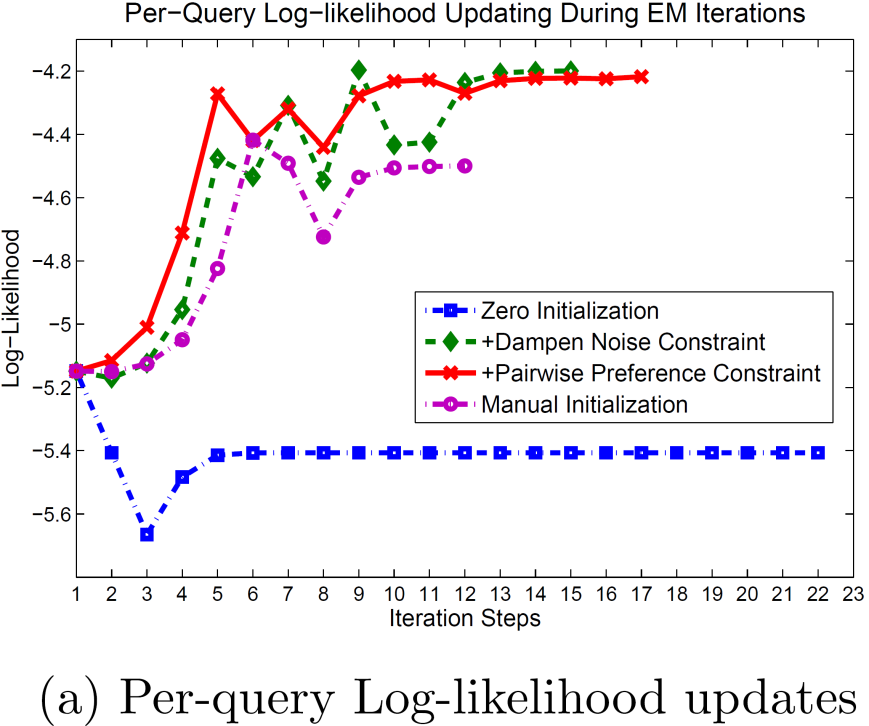 Per-Query Log-likelihood Updating During EM Iterations
Log-Likelihood
−4.2
−4.4
−4.6
−4.8
−5
−5.2
−5.4
−5.6
Zero Initialization
+Dampen Noise Constraint
+Pairwise Preference Constraint
Manual Initialization
1 2 3 4 5 6 7 8 9 10 11 12 13 14 15 16 17 18 19 20 21 22 23
Iteration Steps
(a) Per-query Log-likelihood updates